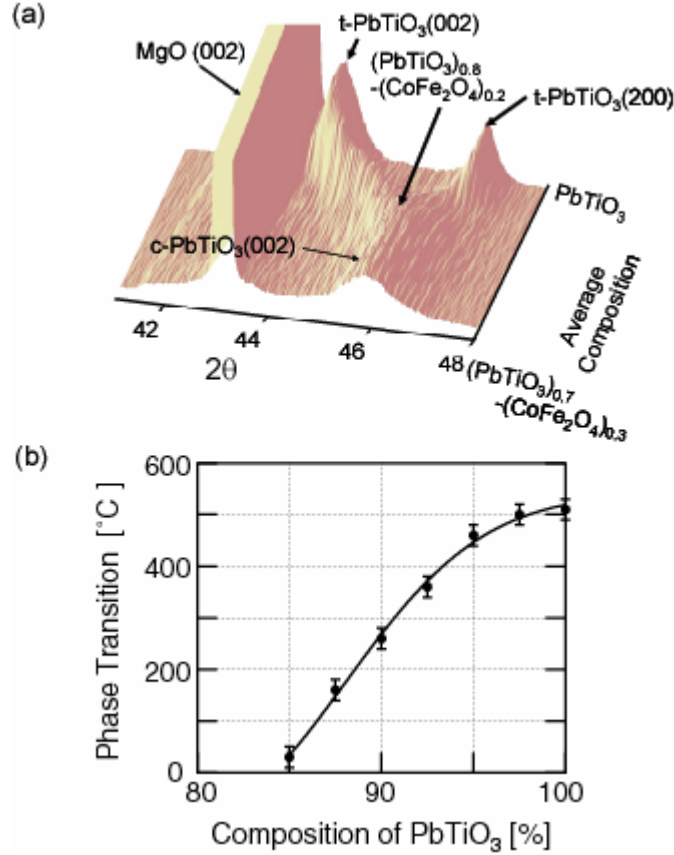 (a)
t-PbTiO₃(002)
MgO (002)
(PbTiO₃)₀.₈
-(CoFe₂O₄)₀.₂
t-PbTiO₃(200)
PbTiO₃
c-PbTiO₃(002)
Average
Composition
42
44
46
48
2θ
(PbTiO₃)₀.₇
-(CoFe₂O₄)₀.₃
(b)
600
400
200
0
Phase Transition [°C]
80
90
100
Composition of PbTiO₃ [%]